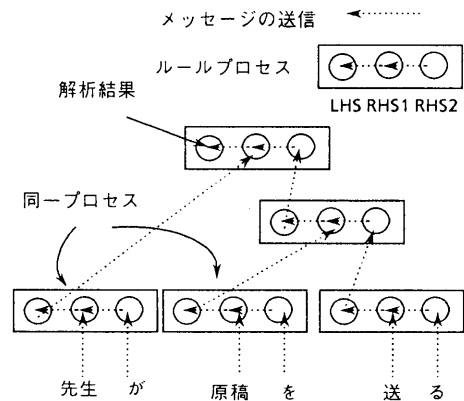 メッセージの送信
ルールプロセス
LHS RHS1 RHS2
解析結果
同一プロセス
先生 が 原稿 を 送 る